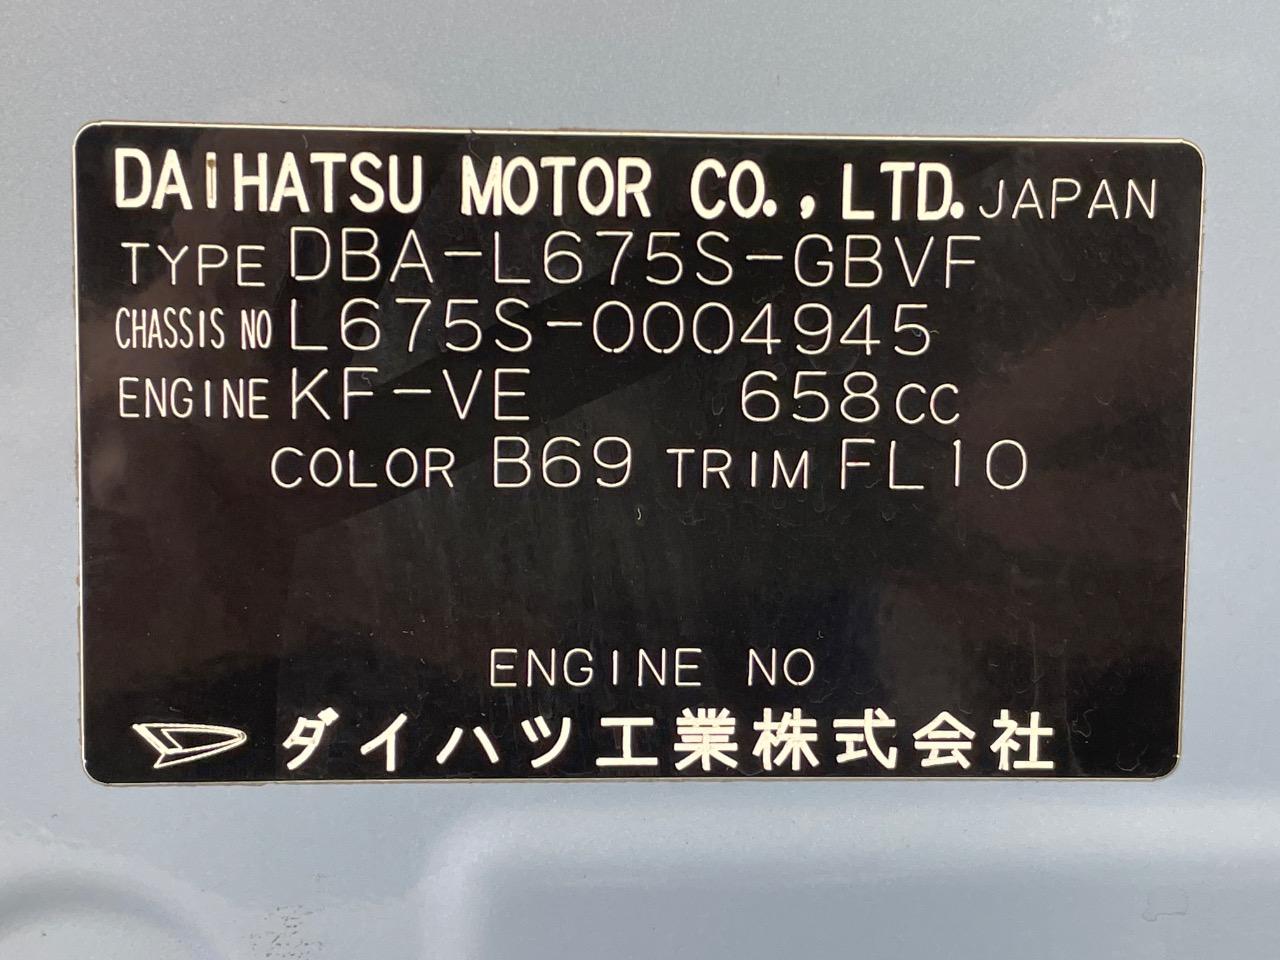 DAIHATSU MOTOR CO., LTD. JAPAN
TYPE DBA-L675S-GBVF
CHASSIS NO L675S-0004945
ENGINE KF-VE 658CC
COLOR B69 TRIM FL10
ENGINE NO
ダイハツ工業株式会社